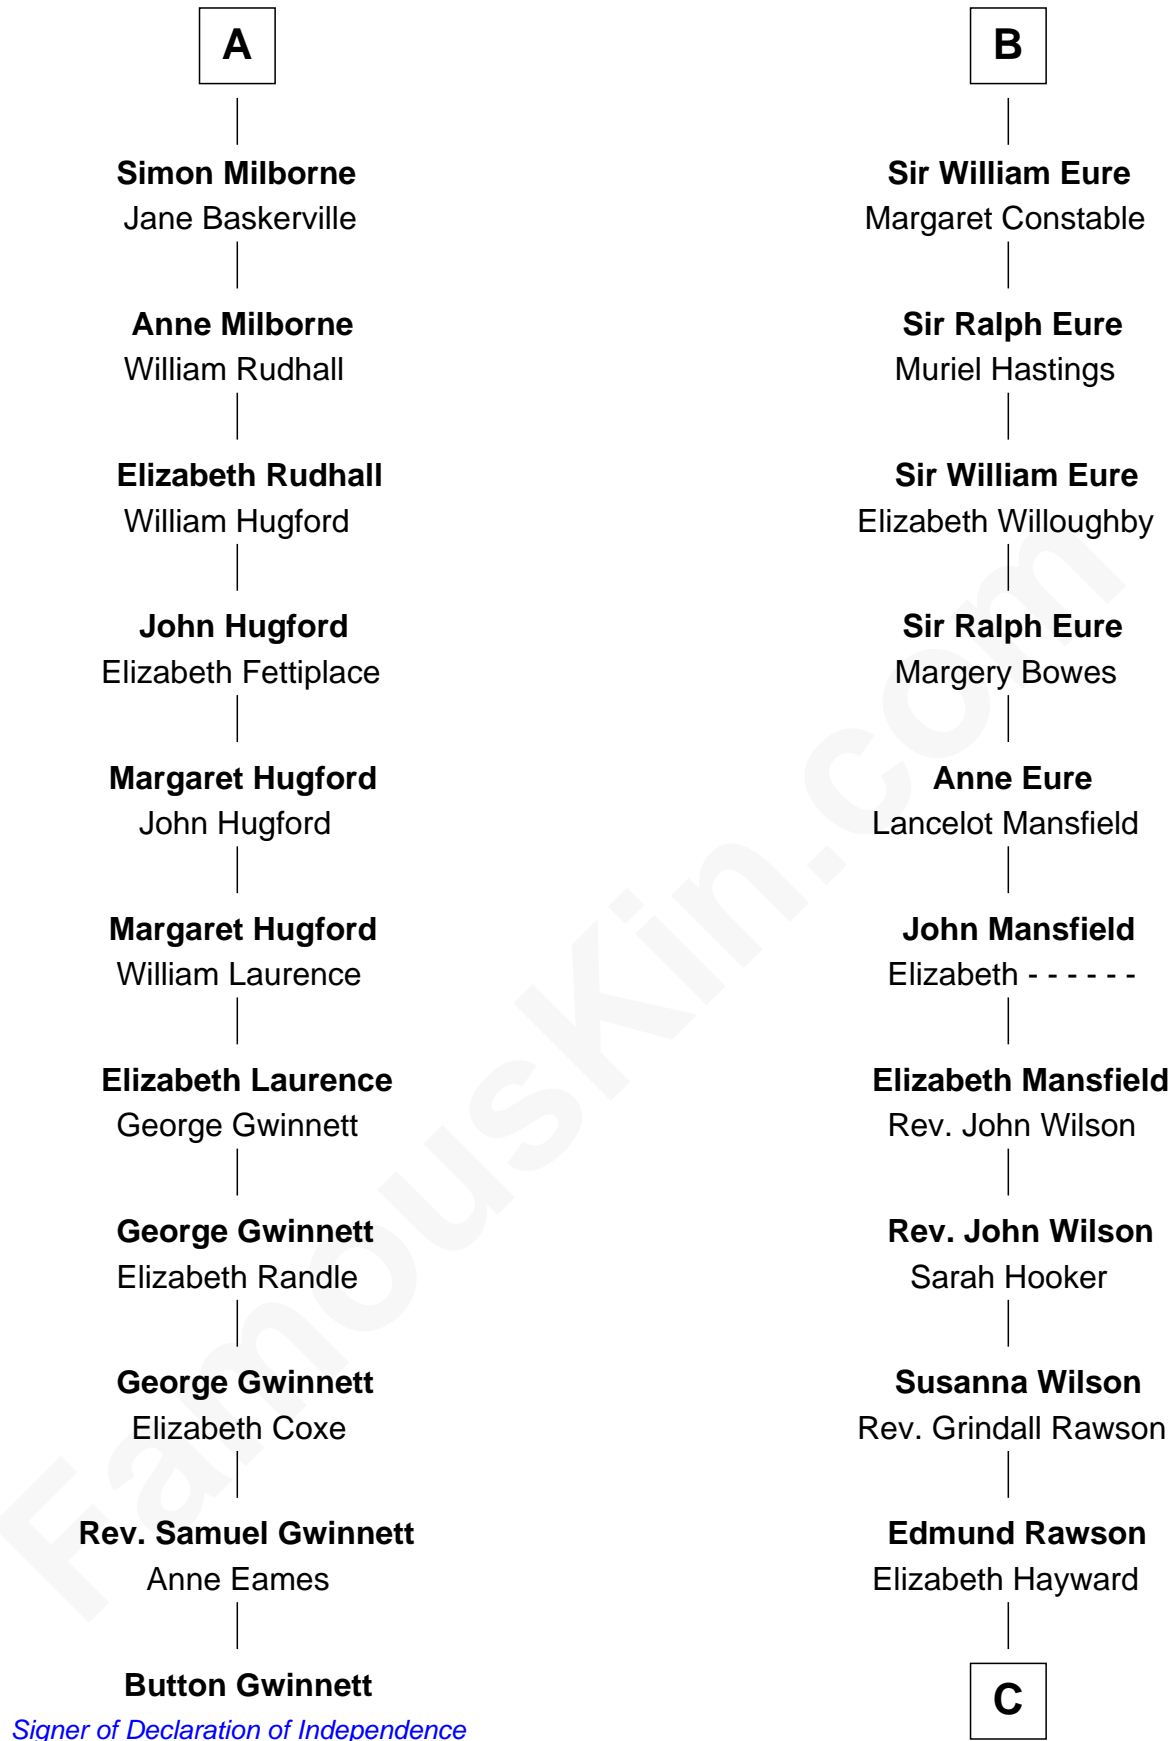 A
Simon Milborne
Jane Baskerville
Anne Milborne
William Rudhall
Elizabeth Rudhall
William Hugford
John Hugford
Elizabeth Fettiplace
Margaret Hugford
John Hugford
Margaret Hugford
William Laurence
Elizabeth Laurence
George Gwinnett
George Gwinnett
Elizabeth Randle
George Gwinnett
Elizabeth Coxe
Rev. Samuel Gwinnett
Anne Eames
Button Gwinnett
Signer of Declaration of Independence
B
Sir William Eure
Margaret Constable
Sir Ralph Eure
Muriel Hastings
Sir William Eure
Elizabeth Willoughby
Sir Ralph Eure
Margery Bowes
Anne Eure
Lancelot Mansfield
John Mansfield
Elizabeth - - - - - -
Elizabeth Mansfield
Rev. John Wilson
Rev. John Wilson
Sarah Hooker
Susanna Wilson
Rev. Grindall Rawson
Edmund Rawson
Elizabeth Hayward
C
FamousKin.com